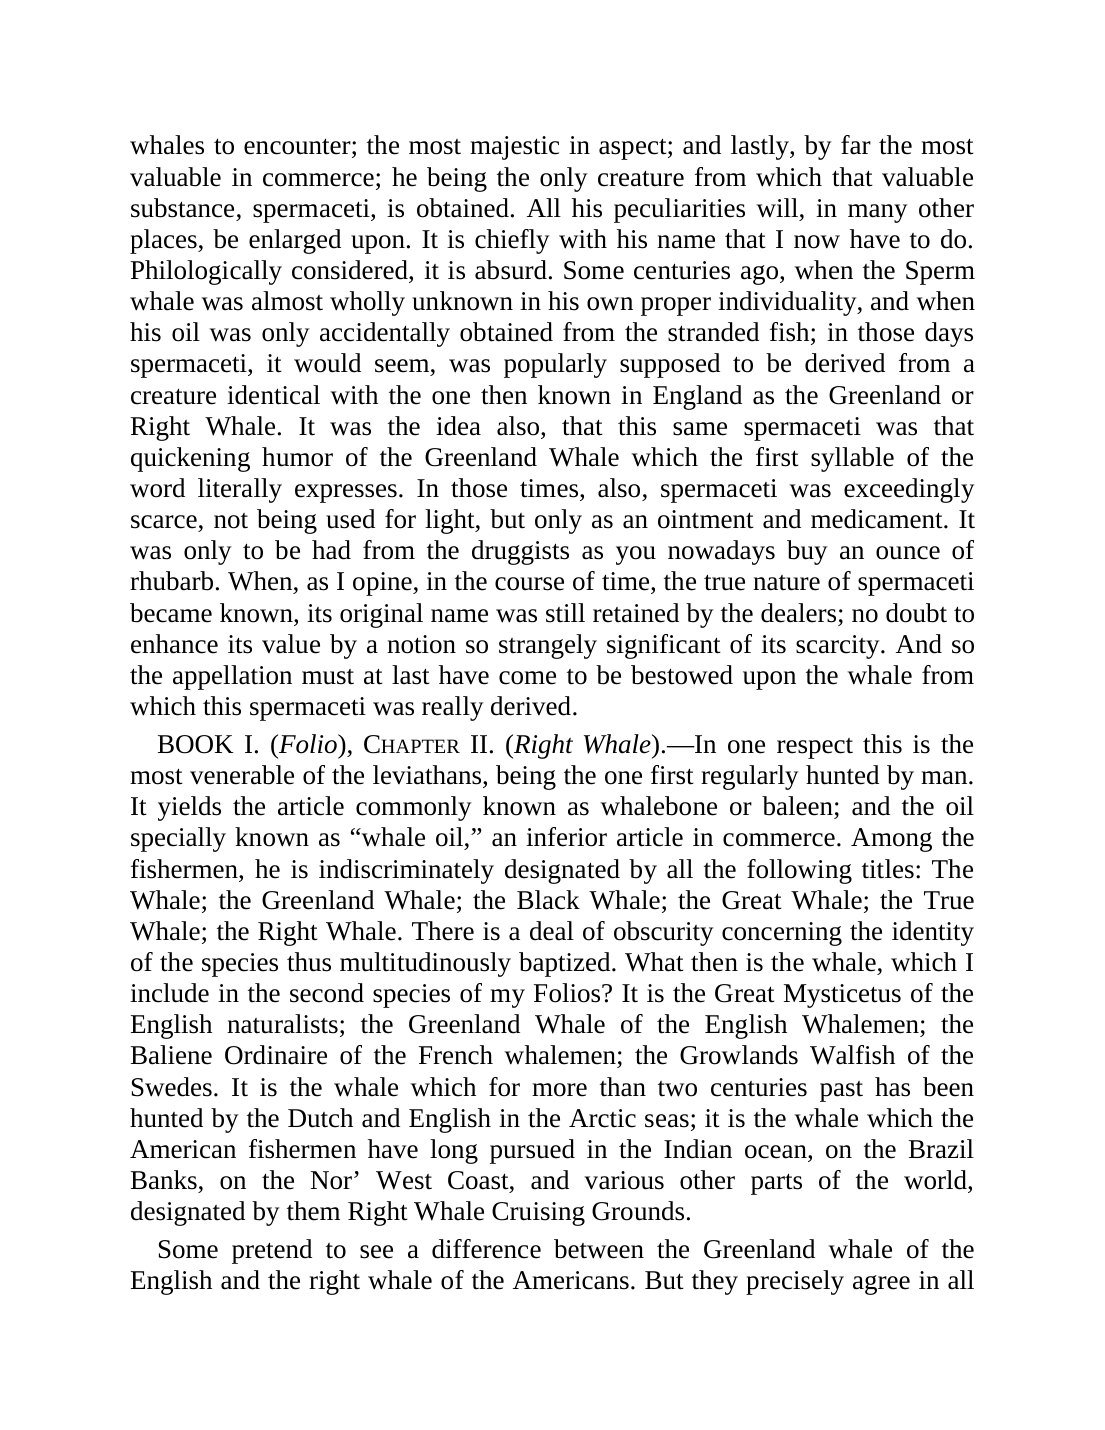 whales to encounter; the most majestic in aspect; and lastly, by far the most
valuable in commerce; he being the only creature from which that valuable
substance, spermaceti, is obtained. All his peculiarities will, in many other
places, be enlarged upon. It is chiefly with his name that I now have to do.
Philologically considered, it is absurd. Some centuries ago, when the Sperm
whale was almost wholly unknown in his own proper individuality, and when
his oil was only accidentally obtained from the stranded fish; in those days
spermaceti, it would seem, was popularly supposed to be derived from a
creature identical with the one then known in England as the Greenland or
Right Whale. It was the idea also, that this same spermaceti was that
quickening humor of the Greenland Whale which the first syllable of the
word literally expresses. In those times, also, spermaceti was exceedingly
scarce, not being used for light, but only as an ointment and medicament. It
was only to be had from the druggists as you nowadays buy an ounce of
rhubarb. When, as I opine, in the course of time, the true nature of spermaceti
became known, its original name was still retained by the dealers; no doubt to
enhance its value by a notion so strangely significant of its scarcity. And so
the appellation must at last have come to be bestowed upon the whale from
which this spermaceti was really derived.
BOOK I. (Folio), CHAPTER II. (Right Whale).—In one respect this is the
most venerable of the leviathans, being the one first regularly hunted by man.
It yields the article commonly known as whalebone or baleen; and the oil
specially known as “whale oil,” an inferior article in commerce. Among the
fishermen, he is indiscriminately designated by all the following titles: The
Whale; the Greenland Whale; the Black Whale; the Great Whale; the True
Whale; the Right Whale. There is a deal of obscurity concerning the identity
of the species thus multitudinously baptized. What then is the whale, which I
include in the second species of my Folios? It is the Great Mysticetus of the
English naturalists; the Greenland Whale of the English Whalemen; the
Baliene Ordinaire of the French whalemen; the Growlands Walfish of the
Swedes. It is the whale which for more than two centuries past has been
hunted by the Dutch and English in the Arctic seas; it is the whale which the
American fishermen have long pursued in the Indian ocean, on the Brazil
Banks, on the Nor’ West Coast, and various other parts of the world,
designated by them Right Whale Cruising Grounds.
Some pretend to see a difference between the Greenland whale of the
English and the right whale of the Americans. But they precisely agree in all